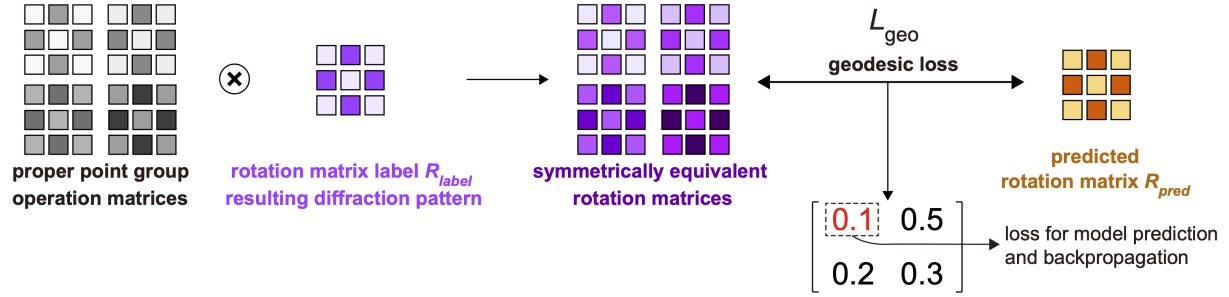 L_geo
geodesic loss
proper point group
operation matrices
rotation matrix label R_label
resulting diffraction pattern
symmetrically equivalent
rotation matrices
predicted
rotation matrix R_pred
0.1 0.5
0.2 0.3
loss for model prediction
and backpropagation